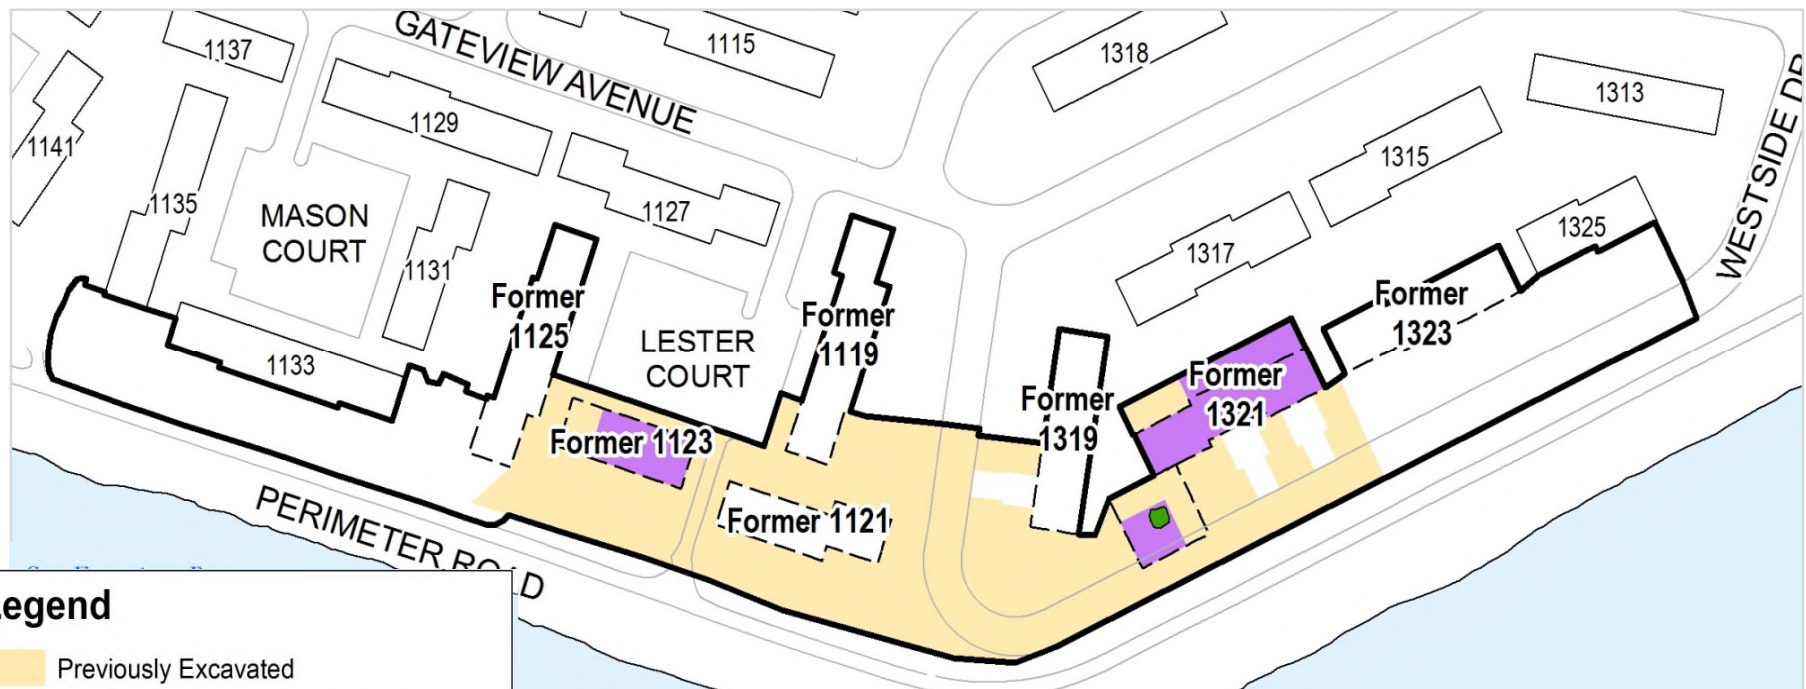 GATEVIEW AVENUE
1137
1115
1318
1313
1129
1141
1315
1135
1127
MASON
COURT
WESTSIDE DR
1325
1317
1131
Former
1125
Former
1119
Former
1323
LESTER
COURT
1133
Former
1321
Former
1319
Former 1123
Former 1121
PERIMETER ROAD
Legend
Previously Excavated